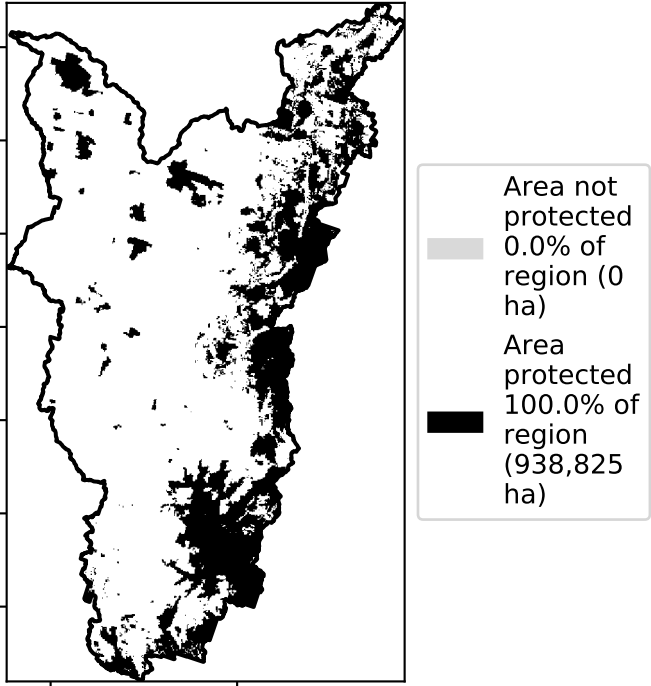 Area not
protected
0.0% of
region (0
ha)
Area
protected
100.0% of
region
(938,825
ha)